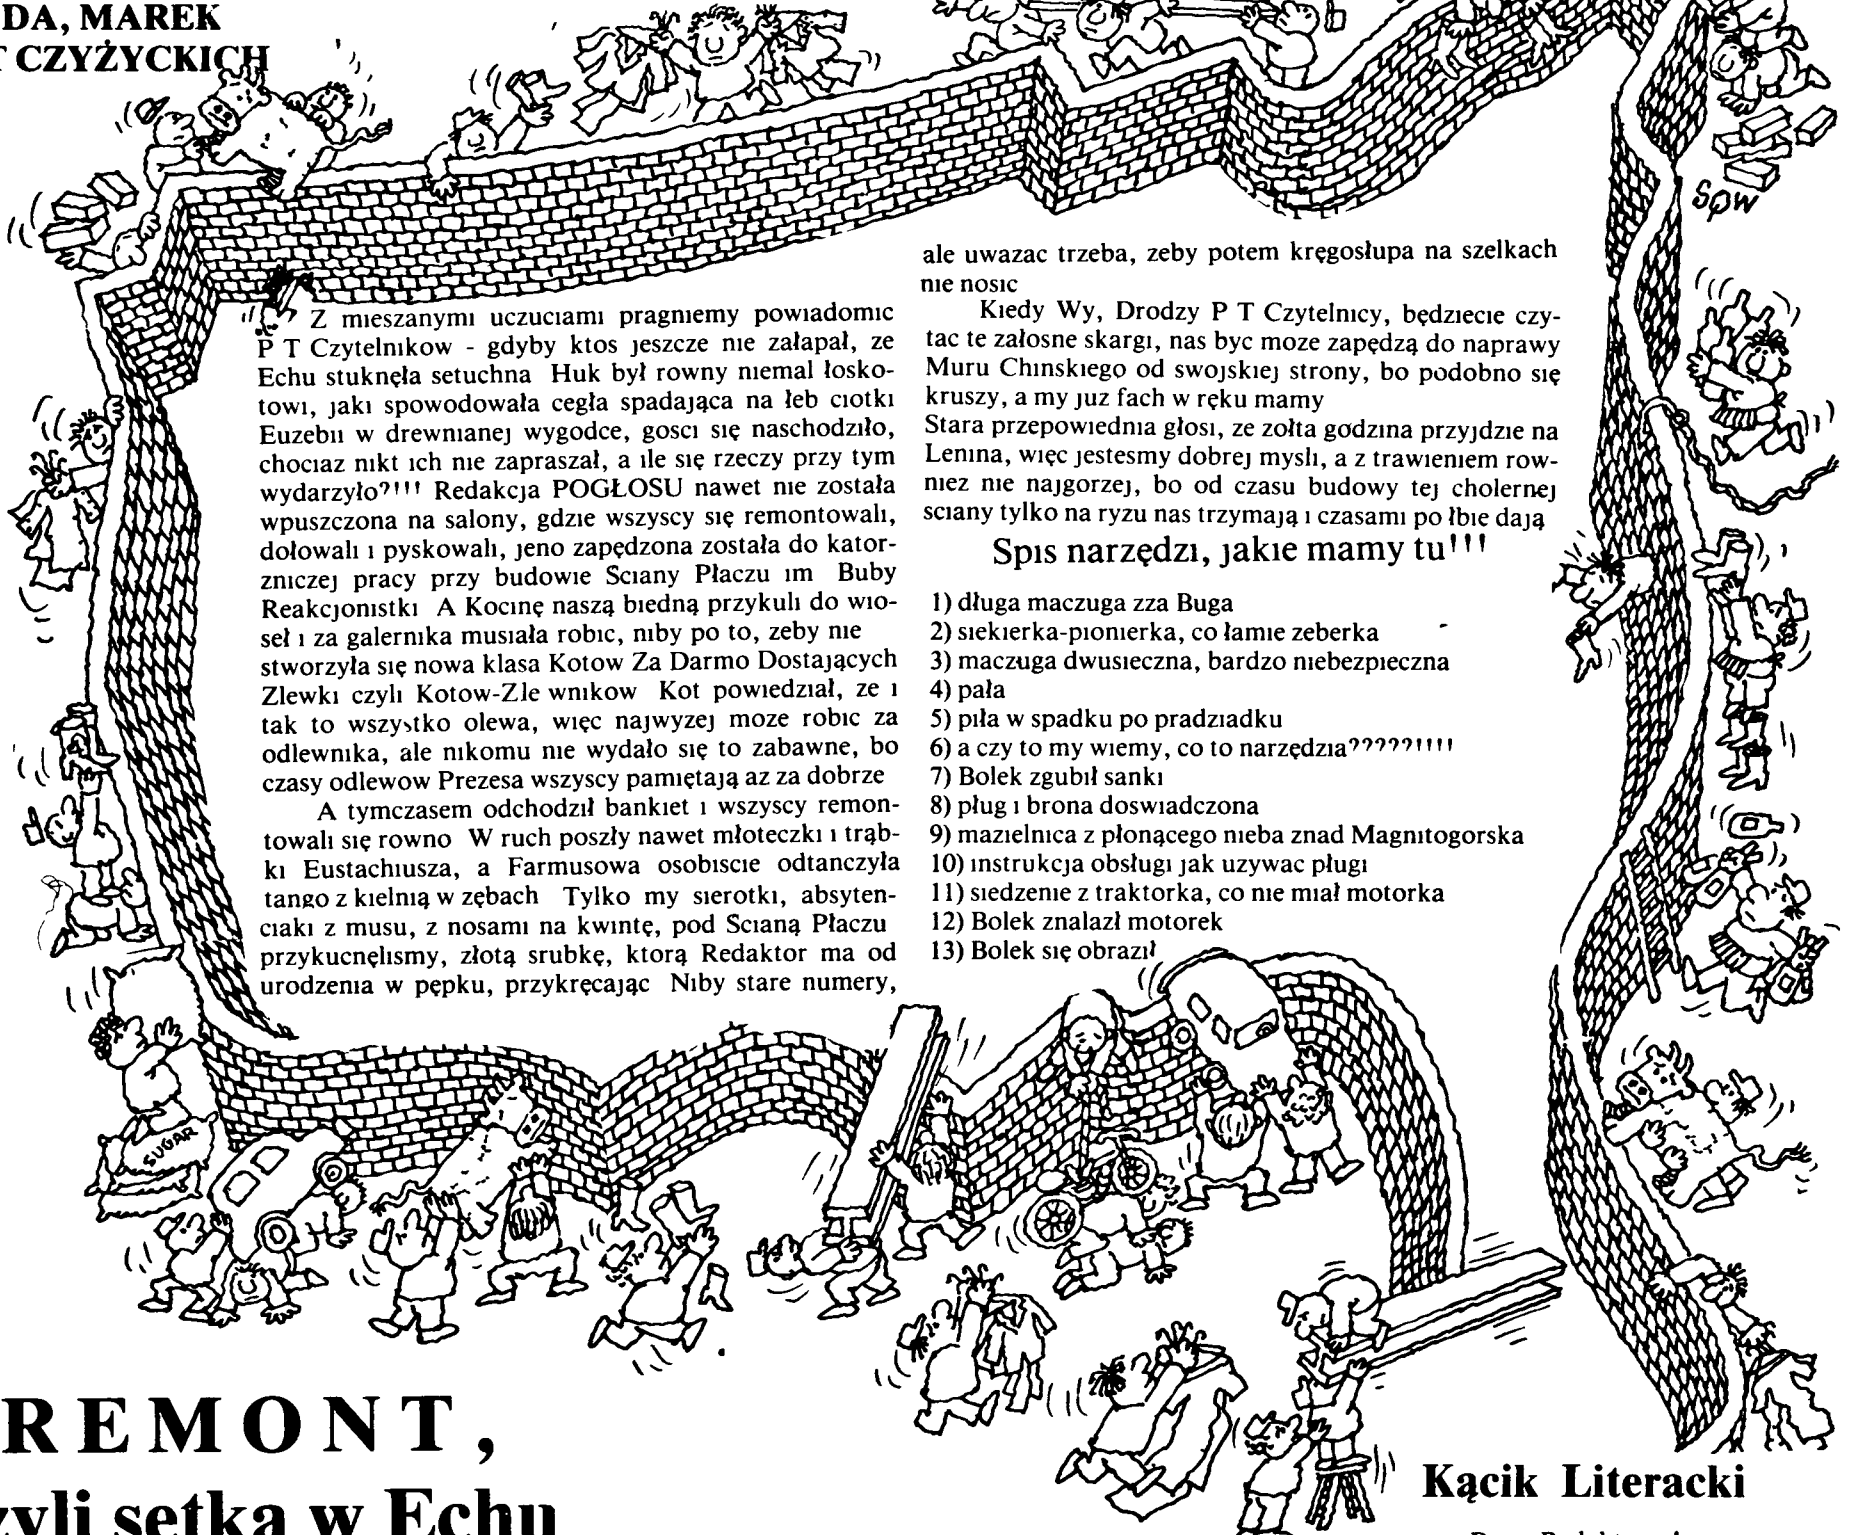 DA, MAREK
T CZYŻYCKICH
SQW
Z mieszanymi uczuciami pragniemy powiadomic
P T Czytelnikow - gdyby ktos jeszcze nie załapał, ze
Echu stuknęła setuchna Huk był rowny niemal łosko-
towi, jaki spowodowała cegła spadająca na łeb ciotki
Euzebii w drewnianej wygodce, gosci się naschodziło,
chociaz nikt ich nie zapraszał, a ile się rzeczy przy tym
wydarzyło?!!! Redakcja POGŁOSU nawet nie została
wpuszczona na salony, gdzie wszyscy się remontowali,
dołowali i pyskowali, jeno zapędzona została do kator-
zniczej pracy przy budowie Sciany Płaczu im Buby
Reakcjonistki A Kocinę naszą biedną przykuli do wio-
seł i za galernika musiała robic, niby po to, zeby nie
stworzyła się nowa klasa Kotow Za Darmo Dostających
Zlewki czyli Kotow-Zle wnikow Kot powiedział, ze i
tak to wszystko olewa, więc najwyzej moze robic za
odlewnika, ale nikomu nie wydało się to zabawne, bo
czasy odlewow Prezesa wszyscy pamiętają az za dobrze
A tymczasem odchodził bankiet i wszyscy remon-
towali się rowno W ruch poszły nawet młoteczki i trąb-
ki Eustachiusza, a Farmusowa osobiscie odtanczyła
tango z kielnią w zębach Tylko my sierotki, absyten-
ciaki z musu, z nosami na kwintę, pod Scianą Płaczu
przykucnęlismy, złotą srubkę, ktorą Redaktor ma od
urodzenia w pępku, przykręcając Niby stare numery,
ale uwazac trzeba, zeby potem kręgosłupa na szelkach
nie nosic
Kiedy Wy, Drodzy P T Czytelnicy, będziecie czy-
tac te załosne skargi, nas byc moze zapędzą do naprawy
Muru Chinskiego od swojskiej strony, bo podobno się
kruszy, a my juz fach w ręku mamy
Stara przepowiednia głosi, ze zołta godzina przyjdzie na
Lenina, więc jestesmy dobrej mysli, a z trawieniem row-
niez nie najgorzej, bo od czasu budowy tej cholernej
sciany tylko na ryzu nas trzymają i czasami po łbie dają
Spis narzędzi, jakie mamy tu!!!
1) długa maczuga zza Buga
2) siekierka-pionierka, co łamie zeberka
3) maczuga dwusieczna, bardzo niebezpieczna
4) pała
5) piła w spadku po pradziadku
6) a czy to my wiemy, co to narzędzia?????!!!!
7) Bolek zgubił sanki
8) pług i brona doswiadczona
9) mazielnica z płonącego nieba znad Magnitogorska
10) instrukcja obsługi jak uzywac pługi
11) siedzenie z traktorka, co nie miał motorka
12) Bolek znalazł motorek
13) Bolek się obraził
SUGAR
REMONT,
zyli setka w Echu
Kącik Literacki